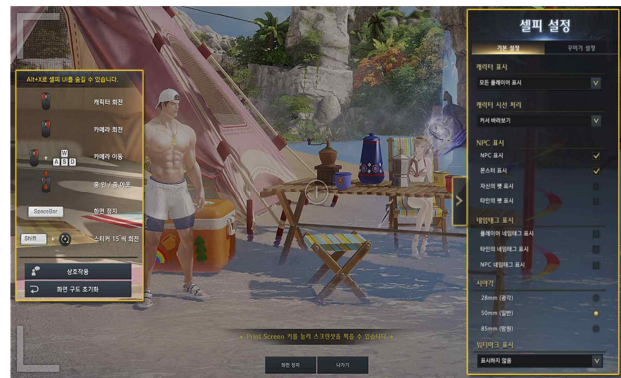 Alt+X로 셀피 UI를 숨길 수 있습니다.
캐릭터 회전
카메라 회전
W
A S D
카메라 이동
줌 인 / 줌 아웃
SpaceBar
화면 정지
Shift
스티커 15˚씩 회전
상호작용
화면 구도 초기화
Print Screen 키를 눌러 스크린샷을 찍을 수 있습니다.
화면 정지
나가기
셀피 설정
기본 설정
꾸미기 설정
캐릭터 표시
모든 플레이어 표시
캐릭터 시선 처리
커서 바라보기
NPC 표시
NPC 표시
몬스터 표시
자신의 펫 표시
타인의 펫 표시
네임태그 표시
플레이어 네임태그 표시
타인의 네임태그 표시
NPC 네임태그 표시
시야각
28mm (광각)
50mm (일반)
85mm (망원)
워터마크 표시
표시하지 않음